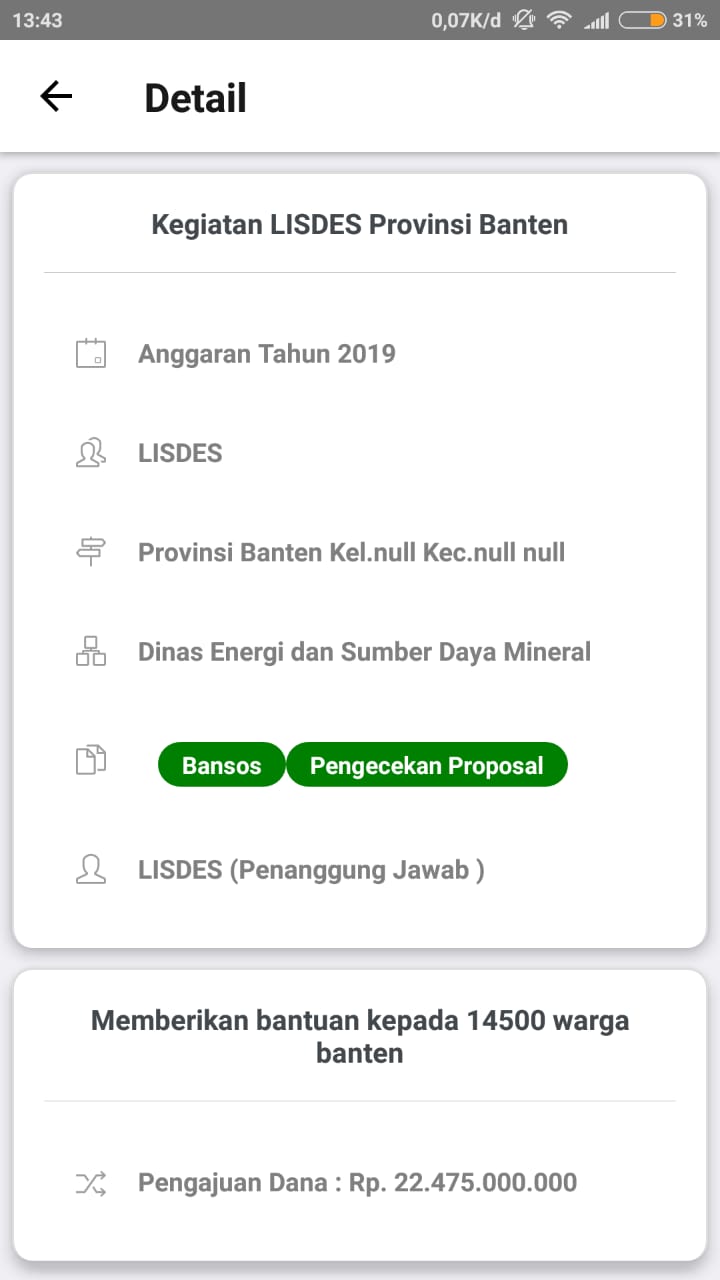 13:43
0,07K/d
31%
Detail
Kegiatan LISDES Provinsi Banten
Anggaran Tahun 2019
LISDES
Provinsi Banten Kel.null Kec.null null
Dinas Energi dan Sumber Daya Mineral
Bansos
Pengecekan Proposal
LISDES (Penanggung Jawab )
Memberikan bantuan kepada 14500 warga
banten
Pengajuan Dana : Rp. 22.475.000.000